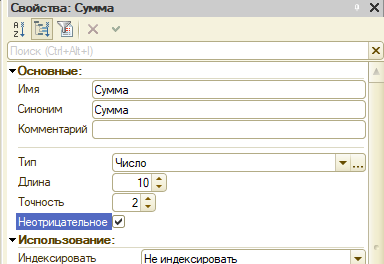 Свойства: Сумма
Поиск (Ctrl+Alt+I)
Основные:
Имя Сумма
Синоним Сумма
Комментарий
Тип Число
Длина 10
Точность 2
Неотрицательное
Использование:
Индексировать Не индексировать